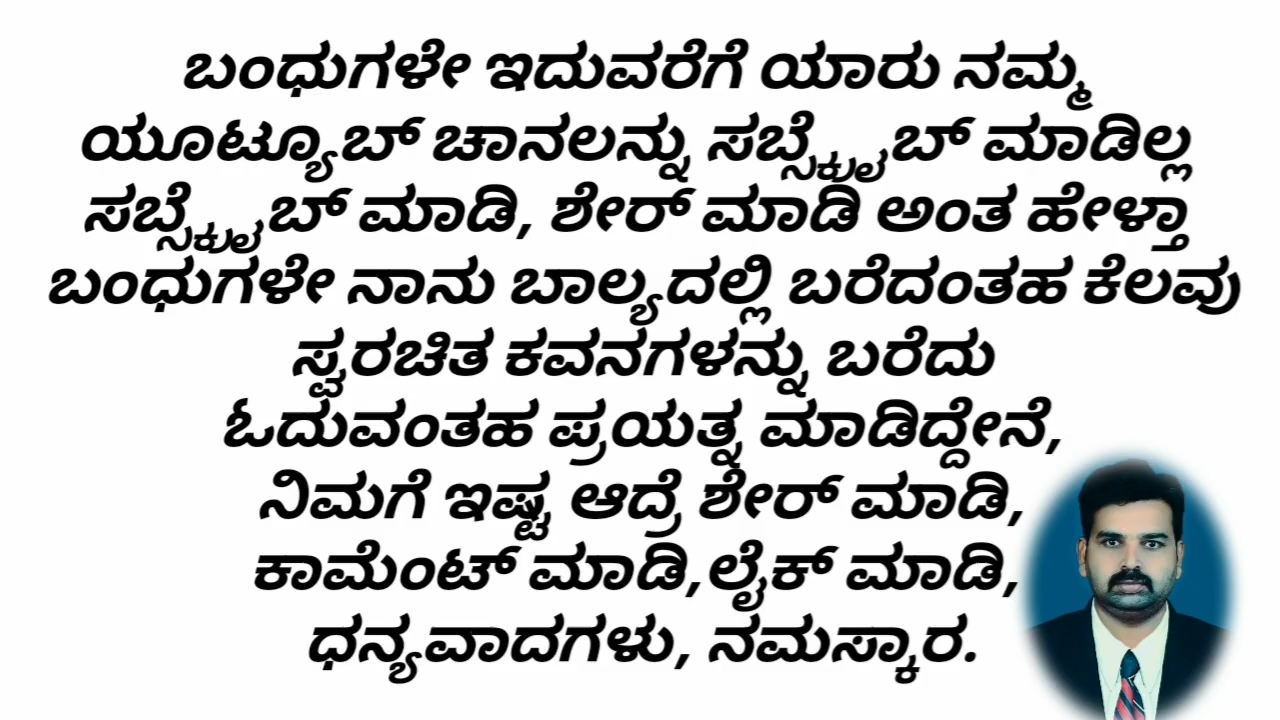 ಬಂಧುಗಳೇ ಇದುವರೆಗೆ ಯಾರು ನಮ್ಮ
ಯೂಟ್ಯೂಬ್ ಚಾನಲನ್ನು ಸಬ್ಸ್ಕ್ರೈಬ್ ಮಾಡಿಲ್ಲ
ಸಬ್ಸ್ಕ್ರೈಬ್ ಮಾಡಿ, ಶೇರ್ ಮಾಡಿ ಅಂತ ಹೇಳ್ತಾ
ಬಂಧುಗಳೇ ನಾನು ಬಾಲ್ಯದಲ್ಲಿ ಬರೆದಂತಹ ಕೆಲವು
ಸ್ವರಚಿತ ಕವನಗಳನ್ನು ಬರೆದು
ಓದುವಂತಹ ಪ್ರಯತ್ನ ಮಾಡಿದ್ದೇನೆ,
ನಿಮಗೆ ಇಷ್ಟ ಆದ್ರೆ ಶೇರ್ ಮಾಡಿ,
ಕಾಮೆಂಟ್ ಮಾಡಿ,ಲೈಕ್ ಮಾಡಿ,
ಧನ್ಯವಾದಗಳು, ನಮಸ್ಕಾರ.